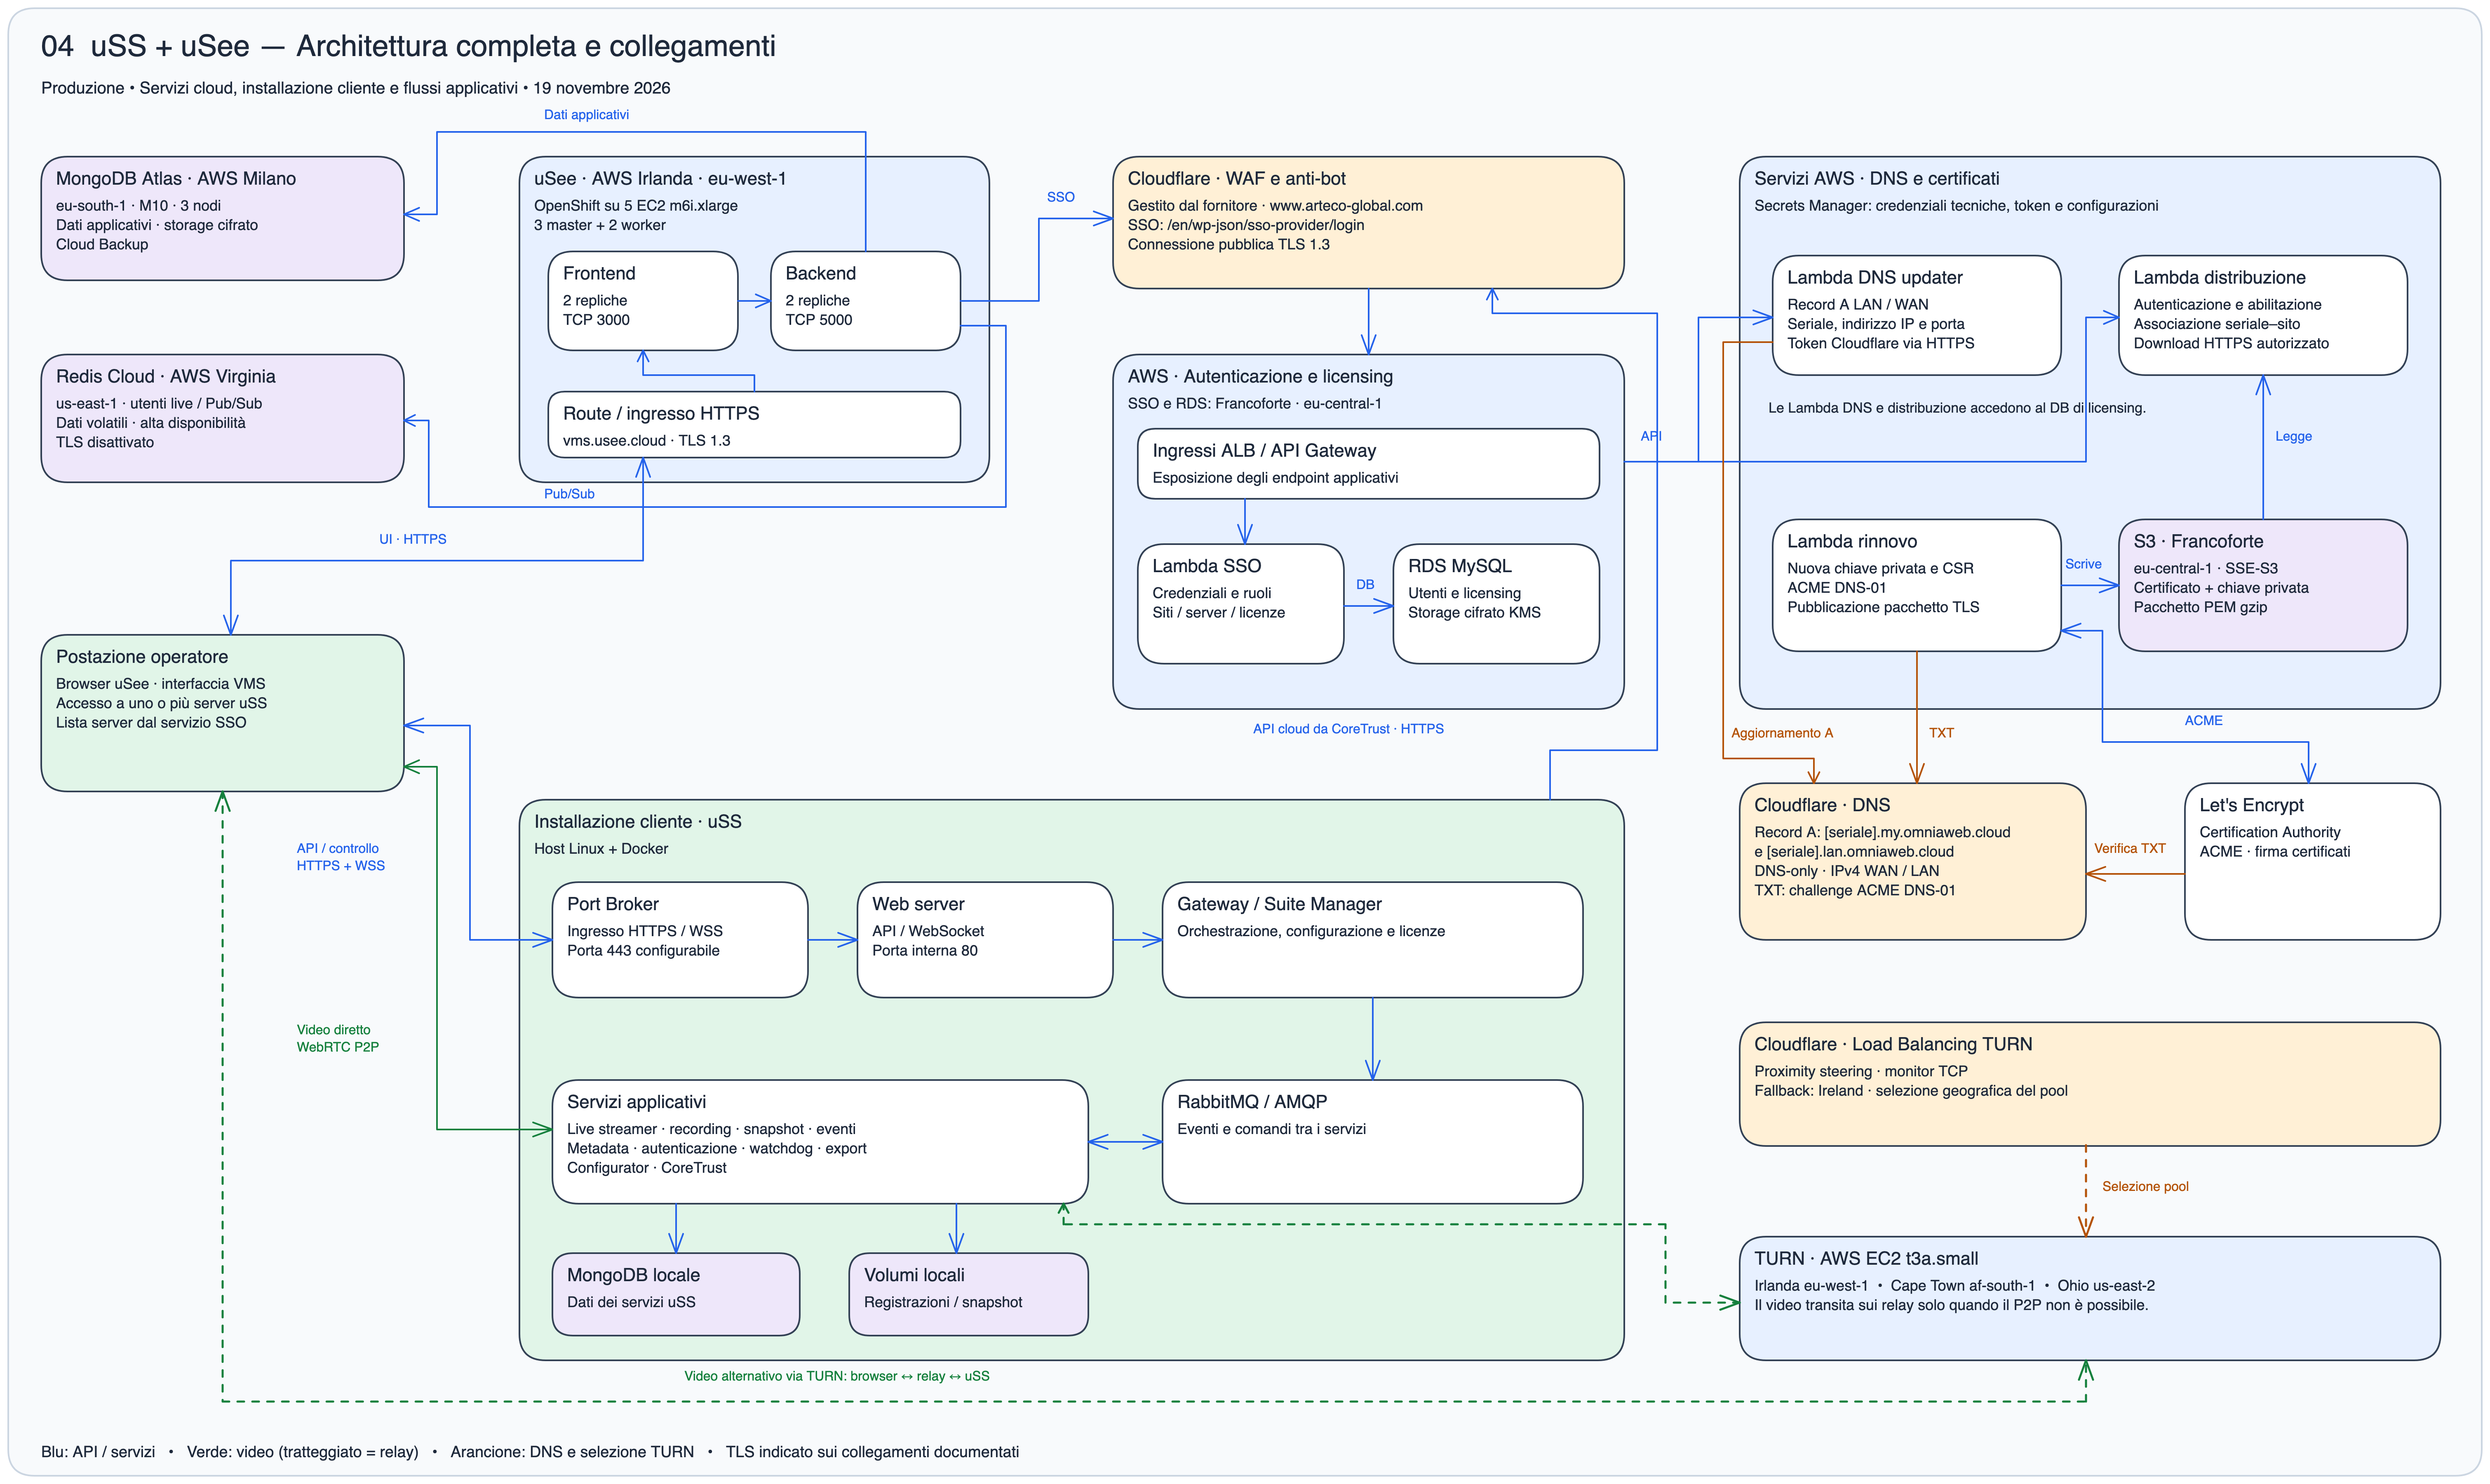 04 uSS + uSee — Architettura completa e collegamenti
Produzione • Servizi cloud, installazione cliente e flussi applicativi • 19 novembre 2026
Dati applicativi
MongoDB Atlas · AWS Milano
eu-south-1 · M10 · 3 nodi
Dati applicativi · storage cifrato
Cloud Backup
Redis Cloud · AWS Virginia
us-east-1 · utenti live / Pub/Sub
Dati volatili · alta disponibilità
TLS disattivato
uSee · AWS Irlanda · eu-west-1
OpenShift su 5 EC2 m6i.xlarge
3 master + 2 worker
Frontend
2 repliche
TCP 3000
Backend
2 repliche
TCP 5000
Route / ingresso HTTPS
vms.usee.cloud · TLS 1.3
Pub/Sub
UI · HTTPS
SSO
Cloudflare · WAF e anti-bot
Gestito dal fornitore · www.arteco-global.com
SSO: /en/wp-json/sso-provider/login
Connessione pubblica TLS 1.3
AWS · Autenticazione e licensing
SSO e RDS: Francoforte · eu-central-1
Ingressi ALB / API Gateway
Esposizione degli endpoint applicativi
Lambda SSO
Credenziali e ruoli
Siti / server / licenze
DB
RDS MySQL
Utenti e licensing
Storage cifrato KMS
API
API cloud da CoreTrust · HTTPS
Servizi AWS · DNS e certificati
Secrets Manager: credenziali tecniche, token e configurazioni
Lambda DNS updater
Record A LAN / WAN
Seriale, indirizzo IP e porta
Token Cloudflare via HTTPS
Lambda distribuzione
Autenticazione e abilitazione
Associazione seriale–sito
Download HTTPS autorizzato
Le Lambda DNS e distribuzione accedono al DB di licensing.
Legge
Lambda rinnovo
Nuova chiave privata e CSR
ACME DNS-01
Pubblicazione pacchetto TLS
Scrive
S3 · Francoforte
eu-central-1 · SSE-S3
Certificato + chiave privata
Pacchetto PEM gzip
Aggiornamento A
TXT
ACME
Cloudflare · DNS
Record A: [seriale].my.omniaweb.cloud
e [seriale].lan.omniaweb.cloud
DNS-only · IPv4 WAN / LAN
TXT: challenge ACME DNS-01
Verifica TXT
Let's Encrypt
Certification Authority
ACME · firma certificati
Postazione operatore
Browser uSee · interfaccia VMS
Accesso a uno o più server uSS
Lista server dal servizio SSO
API / controllo
HTTPS + WSS
Video diretto
WebRTC P2P
Installazione cliente · uSS
Host Linux + Docker
Port Broker
Ingresso HTTPS / WSS
Porta 443 configurabile
Web server
API / WebSocket
Porta interna 80
Gateway / Suite Manager
Orchestrazione, configurazione e licenze
Servizi applicativi
Live streamer · recording · snapshot · eventi
Metadata · autenticazione · watchdog · export
Configurator · CoreTrust
RabbitMQ / AMQP
Eventi e comandi tra i servizi
MongoDB locale
Dati dei servizi uSS
Volumi locali
Registrazioni / snapshot
Cloudflare · Load Balancing TURN
Proximity steering · monitor TCP
Fallback: Ireland · selezione geografica del pool
Selezione pool
TURN · AWS EC2 t3a.small
Irlanda eu-west-1 • Cape Town af-south-1 • Ohio us-east-2
Il video transita sui relay solo quando il P2P non è possibile.
Video alternativo via TURN: browser ↔ relay ↔ uSS
Blu: API / servizi • Verde: video (tratteggiato = relay) • Arancione: DNS e selezione TURN • TLS indicato sui collegamenti documentati